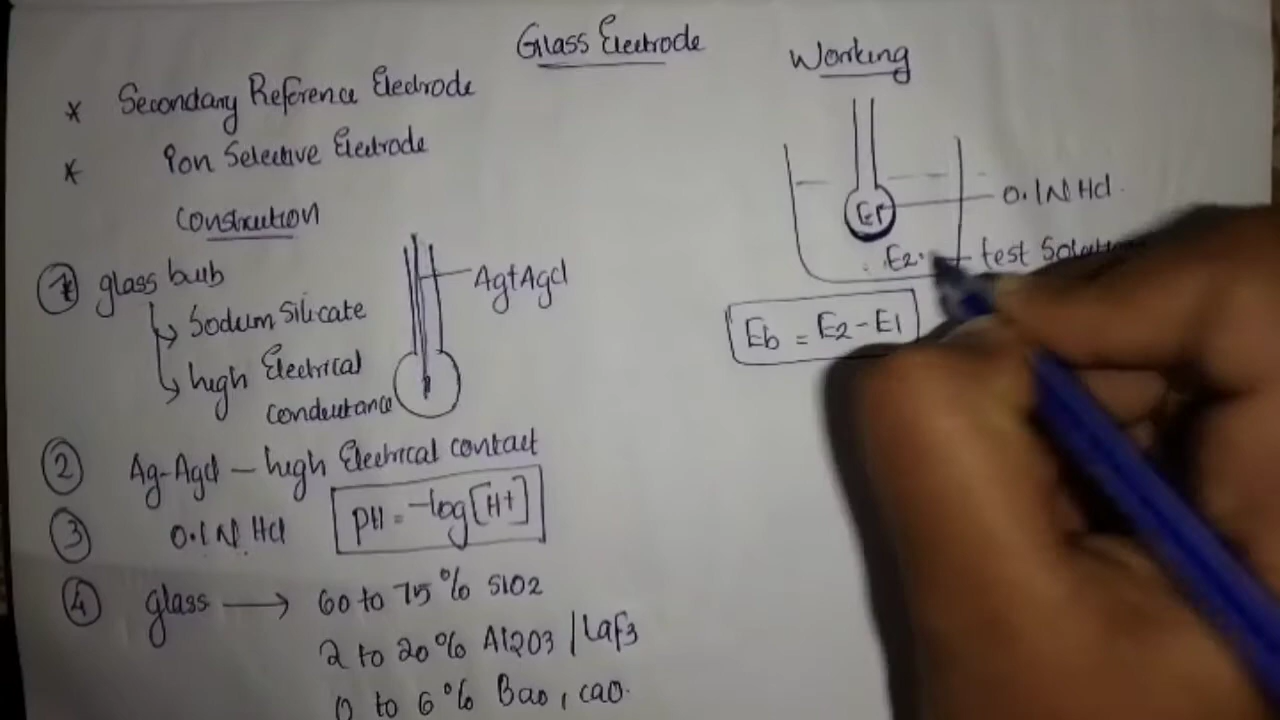 Glass Electrode
* Secondary Reference Electrode
* Ion Selective Electrode
Construction
1 glass bulb
↳ Sodium Silicate
↳ high Electrical
conductance
Ag+Agcl
2 Ag-Agcl - high Electrical contact
3 0.1N Hcl
PH = -log[H+]
4 glass → 60 to 75% SiO2
2 to 20% Al2O3 / LaF3
0 to 6% Bao, cao.
Working
E1
0.1N Hcl.
E2.
test Solution
Eb = E2 - E1